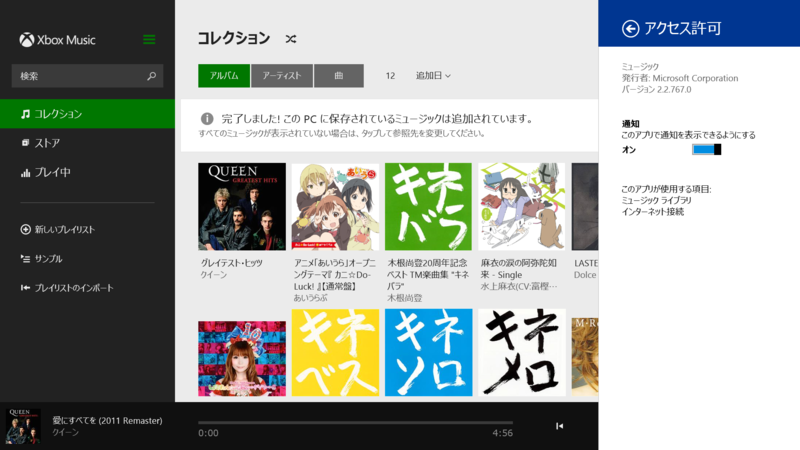 Xbox Music
検索
コレクション
ストア
プレイ中
新しいプレイリスト
サンプル
プレイリストのインポート
コレクション
アルバム
アーティスト
曲
12
追加日
完了しました! この PC に保存されているミュージックは追加されています。
すべてのミュージックが表示されていない場合は、タップして参照先を変更してください。
QUEEN
GREATEST HITS
あいうら
キネバラ
グレイテスト・ヒッツ
クイーン
アニメ「あいうら」オープ
ニングテーマ『カニ☆Do-
Luck! 』【通常盤】
あいうらぶ
木根尚登20周年記念
ベスト TM楽曲集 "キネ
バラ"
木根尚登
麻衣の涙の阿弥陀如
来 - Single
水上麻衣(CV:富樫...
LASTE
Dolce
キネベス
キネソロ
キネメロ
QUEEN
愛にすべてを (2011 Remaster)
クイーン
0:00
4:56
アクセス許可
ミュージック
発行者: Microsoft Corporation
バージョン 2.2.767.0
通知
このアプリで通知を表示できるようにする
オン
このアプリが使用する項目:
ミュージック ライブラリ
インターネット接続